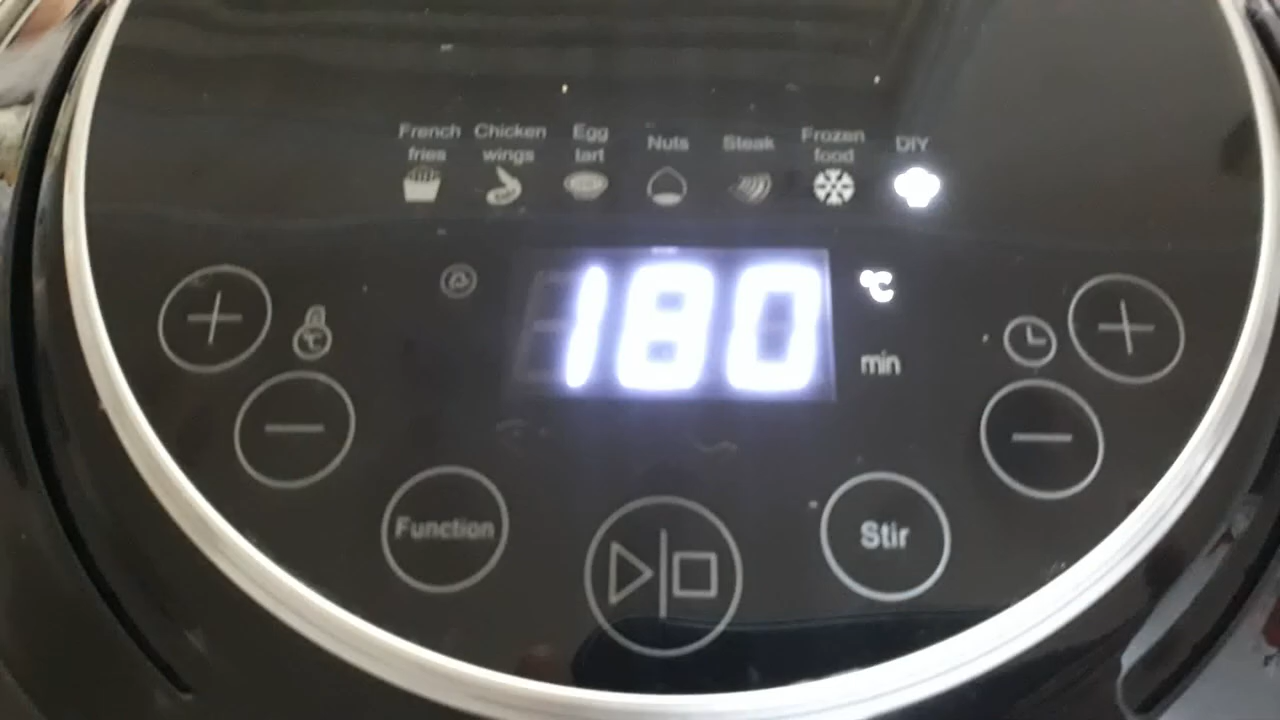 French fries
Chicken wings
Egg tart
Nuts
Steak
Frozen food
DIY
180
°C
min
°C
Function
Stir